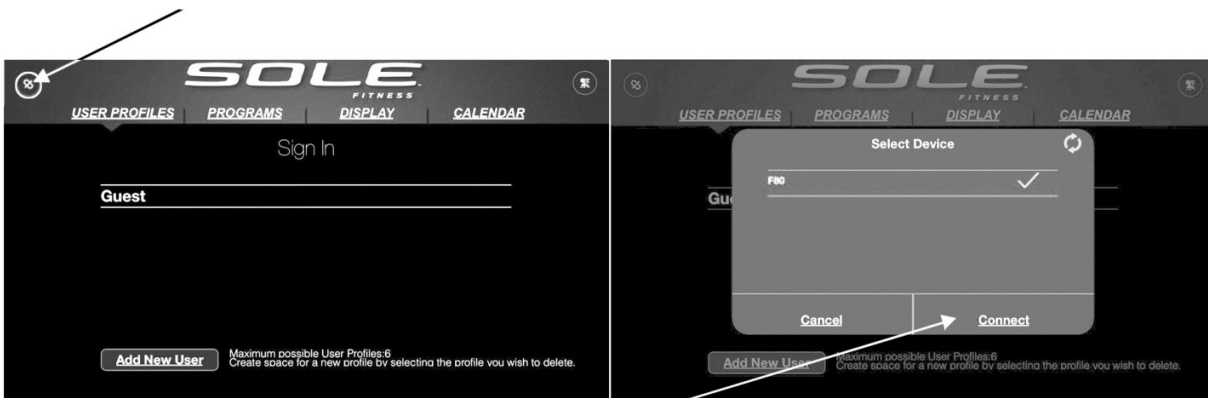 SOLE
FITNESS
繁
USER PROFILES PROGRAMS DISPLAY CALENDAR
Sign In
Guest
Add New User
Maximum possible User Profiles:6
Create space for a new profile by selecting the profile you wish to delete.
SOLE
FITNESS
繁
USER PROFILES PROGRAMS DISPLAY CALENDAR
Select Device
F80
Gu
Cancel Connect
Add New User
Maximum possible User Profiles:6
Create space for a new profile by selecting the profile you wish to delete.